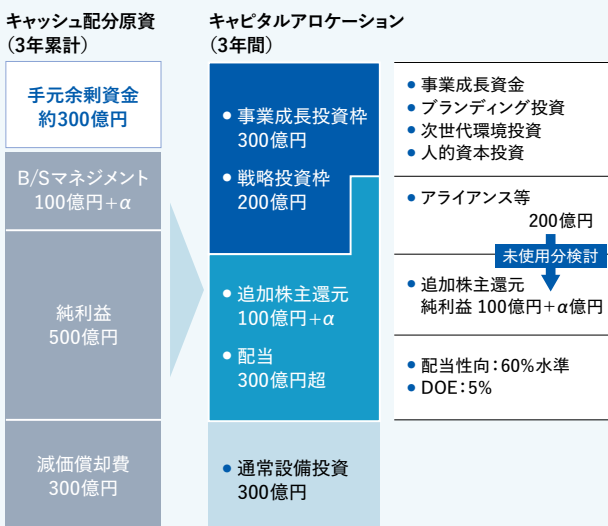 キャッシュ配分原資
（3年累計）
手元余剰資金
約300億円
B/Sマネジメント
100億円+α
純利益
500億円
減価償却費
300億円
キャピタルアロケーション
（3年間）
• 事業成長投資枠
300億円
• 戦略投資枠
200億円
• 追加株主還元
100億円+α
• 配当
300億円超
• 通常設備投資
300億円
• 事業成長資金
• ブランディング投資
• 次世代環境投資
• 人的資本投資
• アライアンス等
200億円
未使用分検討
• 追加株主還元
純利益 100億円+α億円
• 配当性向：60%水準
• DOE：5%